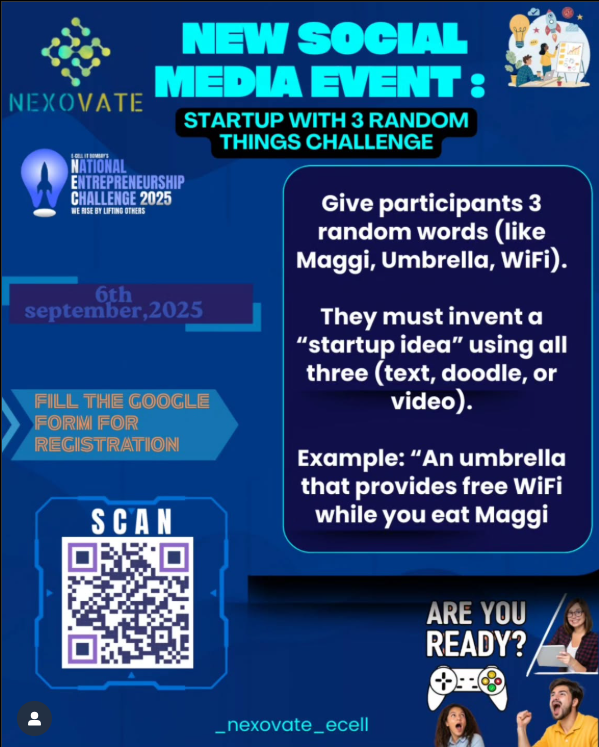 NEXOVATE
NEW SOCIAL
MEDIA EVENT :
STARTUP WITH 3 RANDOM
THINGS CHALLENGE
E-CELL IIT BOMBAY'S
NATIONAL
ENTREPRENEURSHIP
CHALLENGE 2025
WE RISE BY LIFTING OTHERS
6th
september,2025
FILL THE GOOGLE
FORM FOR
REGISTRATION
SCAN
Give participants 3
random words (like
Maggi, Umbrella, WiFi).
They must invent a
“startup idea” using all
three (text, doodle, or
video).
Example: “An umbrella
that provides free WiFi
while you eat Maggi
ARE YOU
READY?
_nexovate_ecell